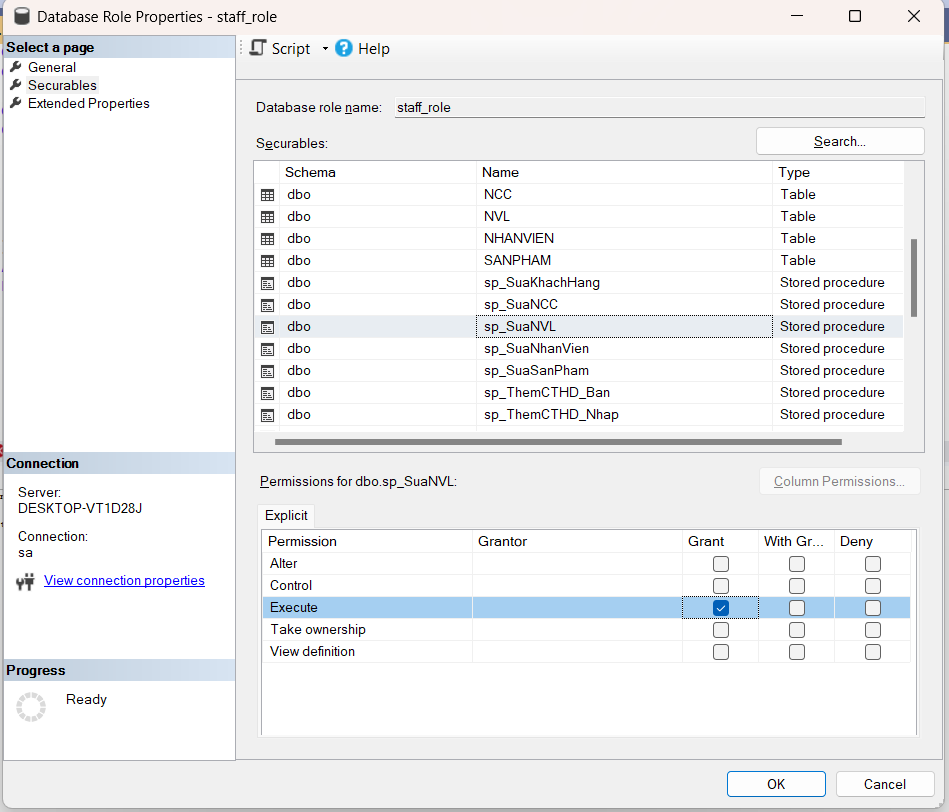 Database Role Properties - staff_role
Select a page
General
Securables
Extended Properties
Script
Help
Database role name: staff_role
Securables:
Search...
Schema Name Type
dbo NCC Table
dbo NVL Table
dbo NHANVIEN Table
dbo SANPHAM Table
dbo sp_SuaKhachHang Stored procedure
dbo sp_SuaNCC Stored procedure
dbo sp_SuaNVL Stored procedure
dbo sp_SuaNhanVien Stored procedure
dbo sp_SuaSanPham Stored procedure
dbo sp_ThemCTHD_Ban Stored procedure
dbo sp_ThemCTHD_Nhap Stored procedure
Connection
Server:
DESKTOP-VT1D28J
Connection:
sa
View connection properties
Permissions for dbo.sp_SuaNVL:
Column Permissions...
Explicit
Permission Grantor Grant With Gr... Deny
Alter
Control
Execute
Take ownership
View definition
Progress
Ready
OK
Cancel